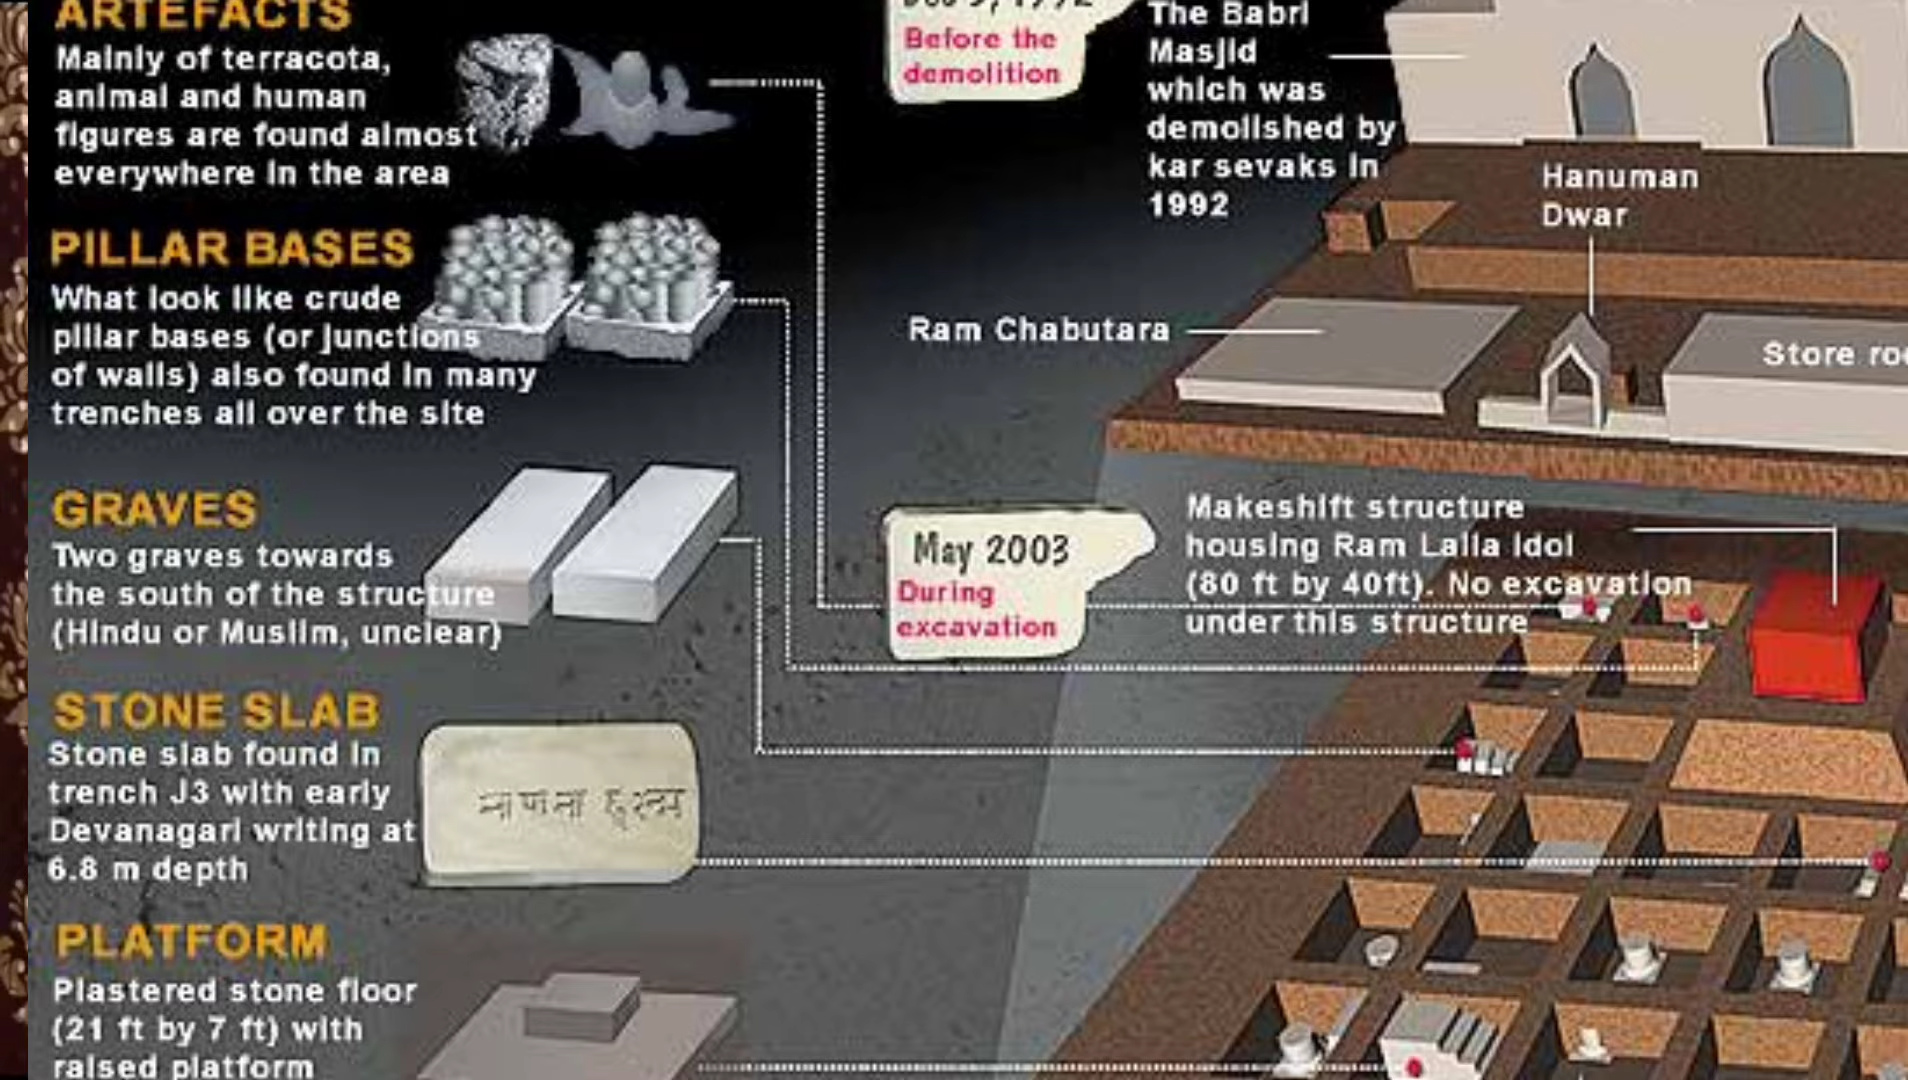 ARTEFACTS
Mainly of terracota,
animal and human
figures are found almost
everywhere in the area
PILLAR BASES
What look like crude
pillar bases (or junctions
of walls) also found in many
trenches all over the site
GRAVES
Two graves towards
the south of the structure
(Hindu or Muslim, unclear)
STONE SLAB
Stone slab found in
trench J3 with early
Devanagari writing at
6.8 m depth
PLATFORM
Plastered stone floor
(21 ft by 7 ft) with
raised platform
1992
Before the
demolition
The Babri
Masjid
which was
demolished by
kar sevaks in
1992
Hanuman
Dwar
Ram Chabutara
Store
May 2003
During
excavation
Makeshift structure
housing Ram Lalla idol
(80 ft by 40ft). No excavation
under this structure